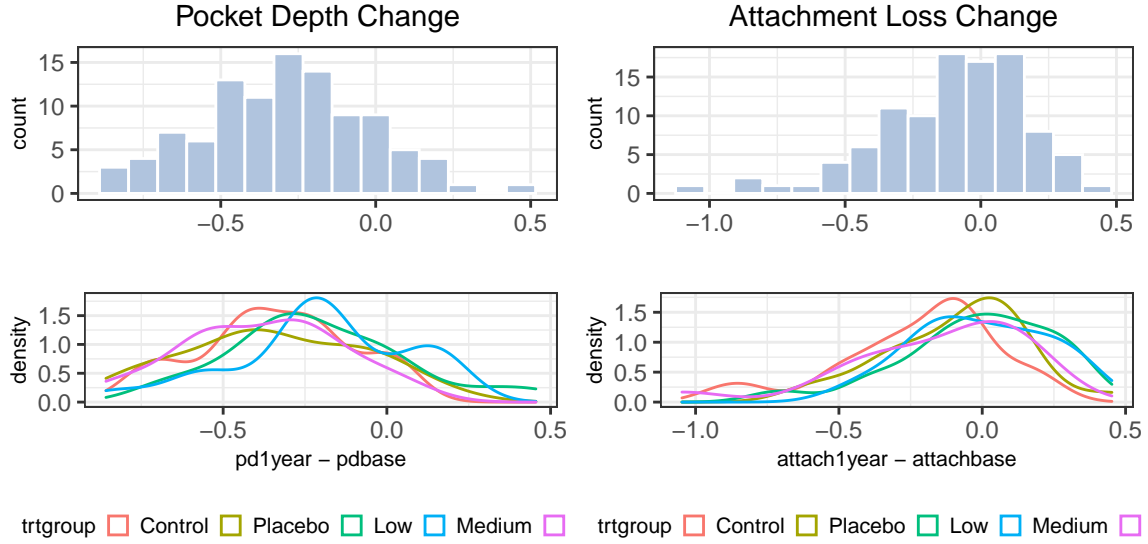 Pocket Depth Change
count
15
10
5
0
−0.5
0.0
density
1.5
1.0
0.5
0.0
−0.5
0.0
0.5
pd1year − pdbase
trtgroup Control Placebo Low Medium
Attachment Loss Change
count
15
10
5
0
−1.0
−0.5
0.0
0.5
density
1.5
1.0
0.5
0.0
−1.0
−0.5
0.0
0.5
attach1year − attachbase
trtgroup Control Placebo Low Medium